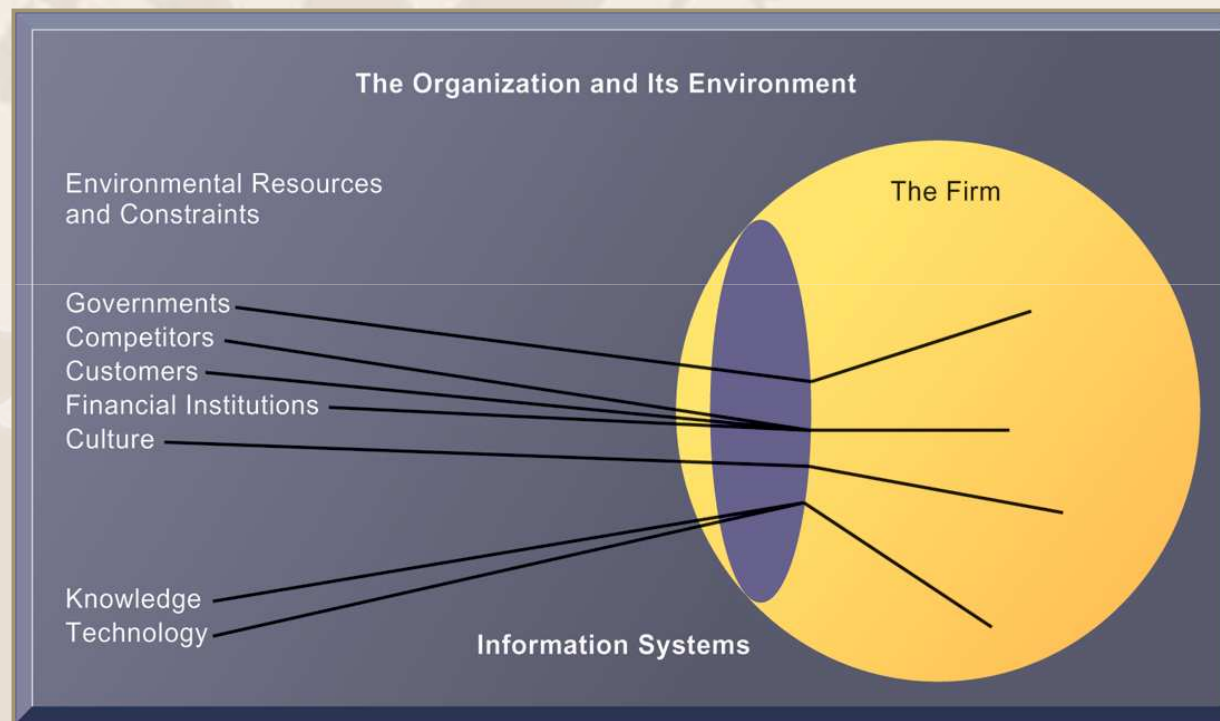 The Organization and Its Environment
Environmental Resources
and Constraints
The Firm
Governments
Competitors
Customers
Financial Institutions
Culture
Knowledge
Technology
Information Systems